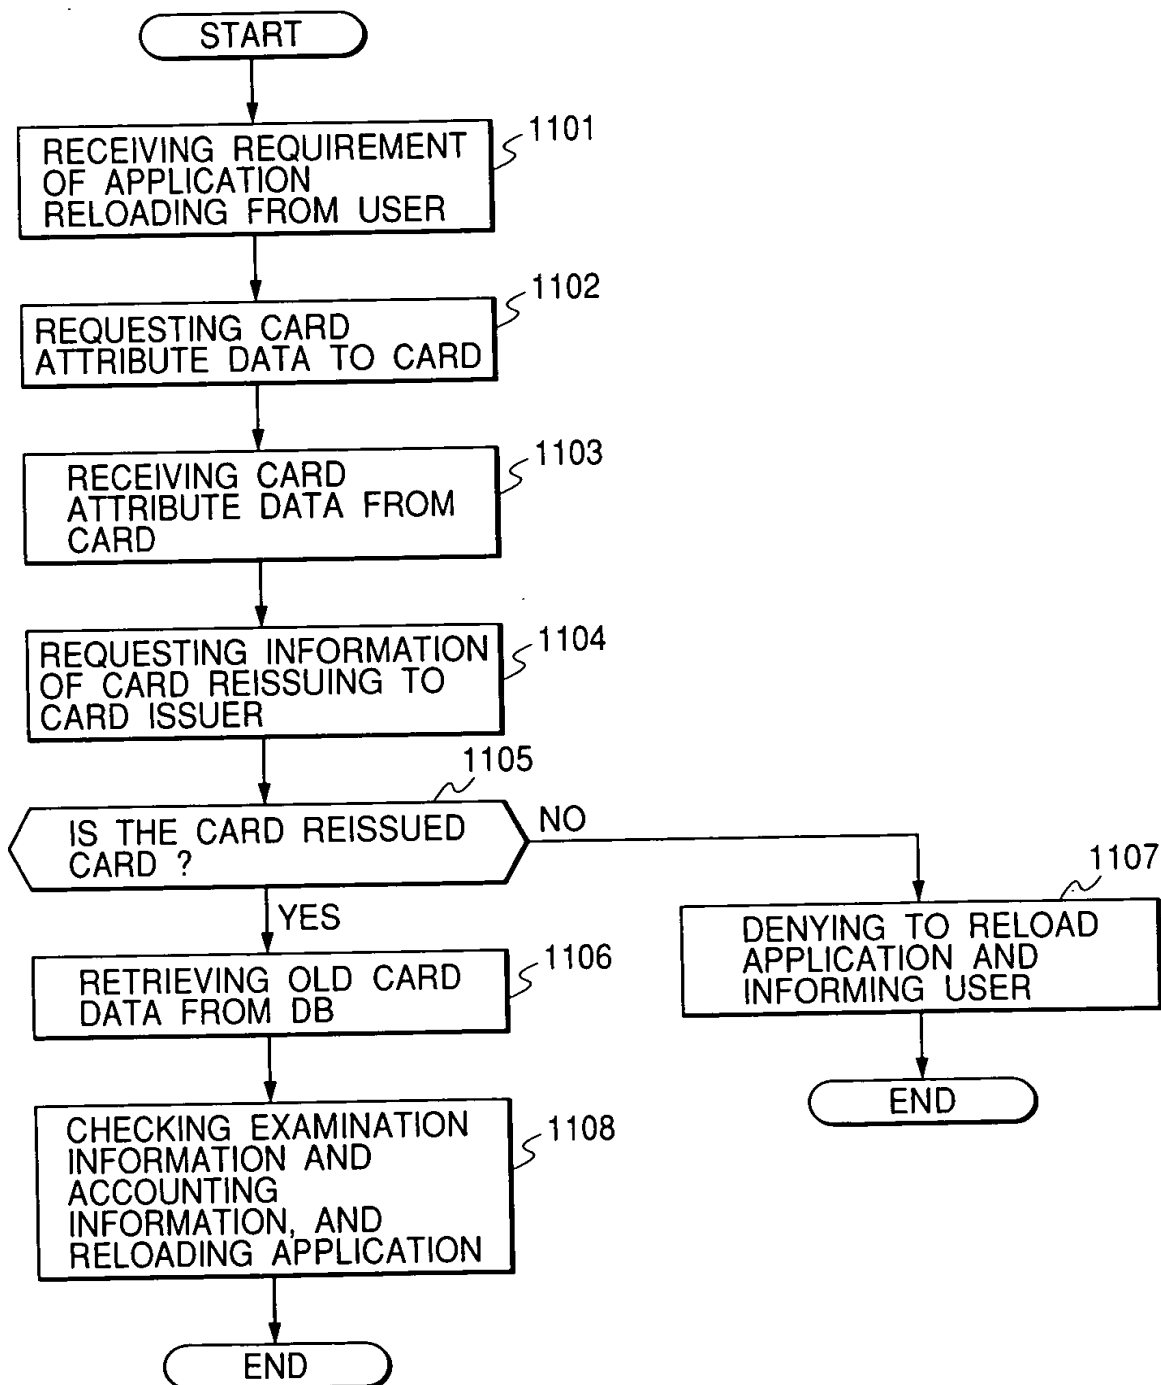 START
1101
RECEIVING REQUIREMENT
OF APPLICATION
RELOADING FROM USER
1102
REQUESTING CARD
ATTRIBUTE DATA TO CARD
1103
RECEIVING CARD
ATTRIBUTE DATA FROM
CARD
1104
REQUESTING INFORMATION
OF CARD REISSUING TO
CARD ISSUER
1105
IS THE CARD REISSUED
CARD ?
NO
YES
1106
RETRIEVING OLD CARD
DATA FROM DB
1107
DENYING TO RELOAD
APPLICATION AND
INFORMING USER
END
1108
CHECKING EXAMINATION
INFORMATION AND
ACCOUNTING
INFORMATION, AND
RELOADING APPLICATION
END